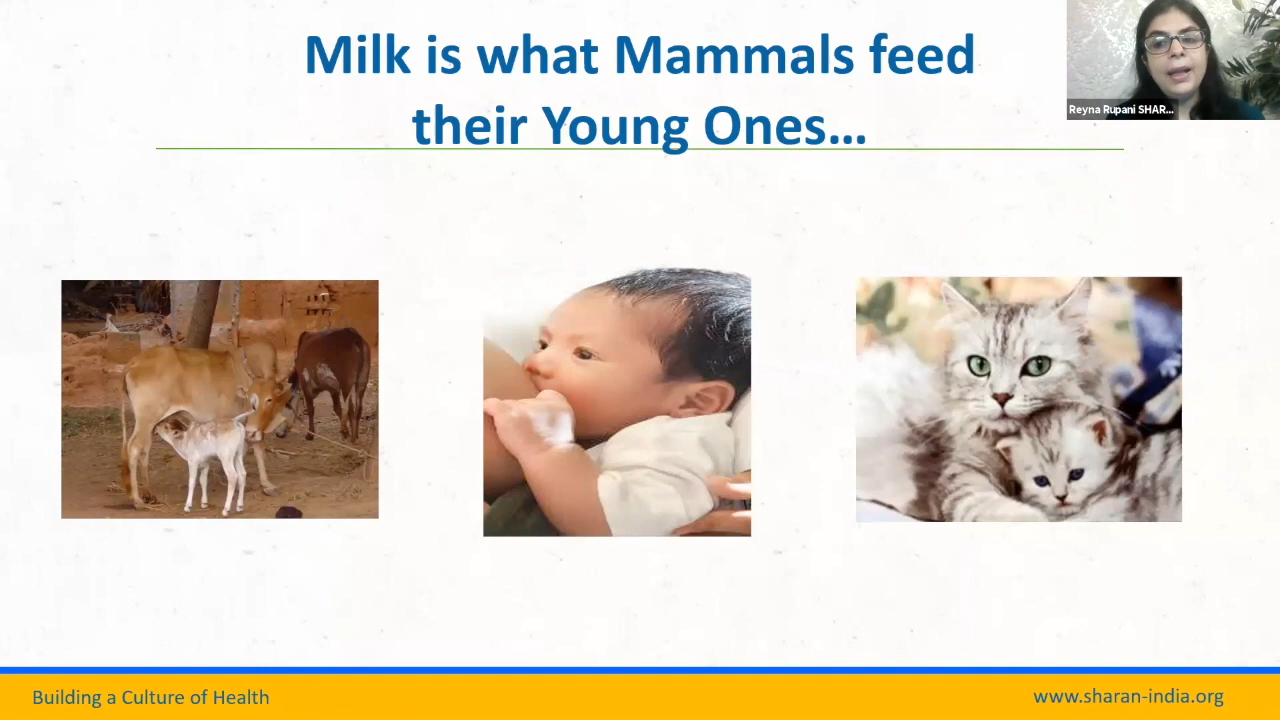 Milk is what Mammals feed
their Young Ones...
Reyna Rupani SHAR...
Building a Culture of Health
www.sharan-india.org